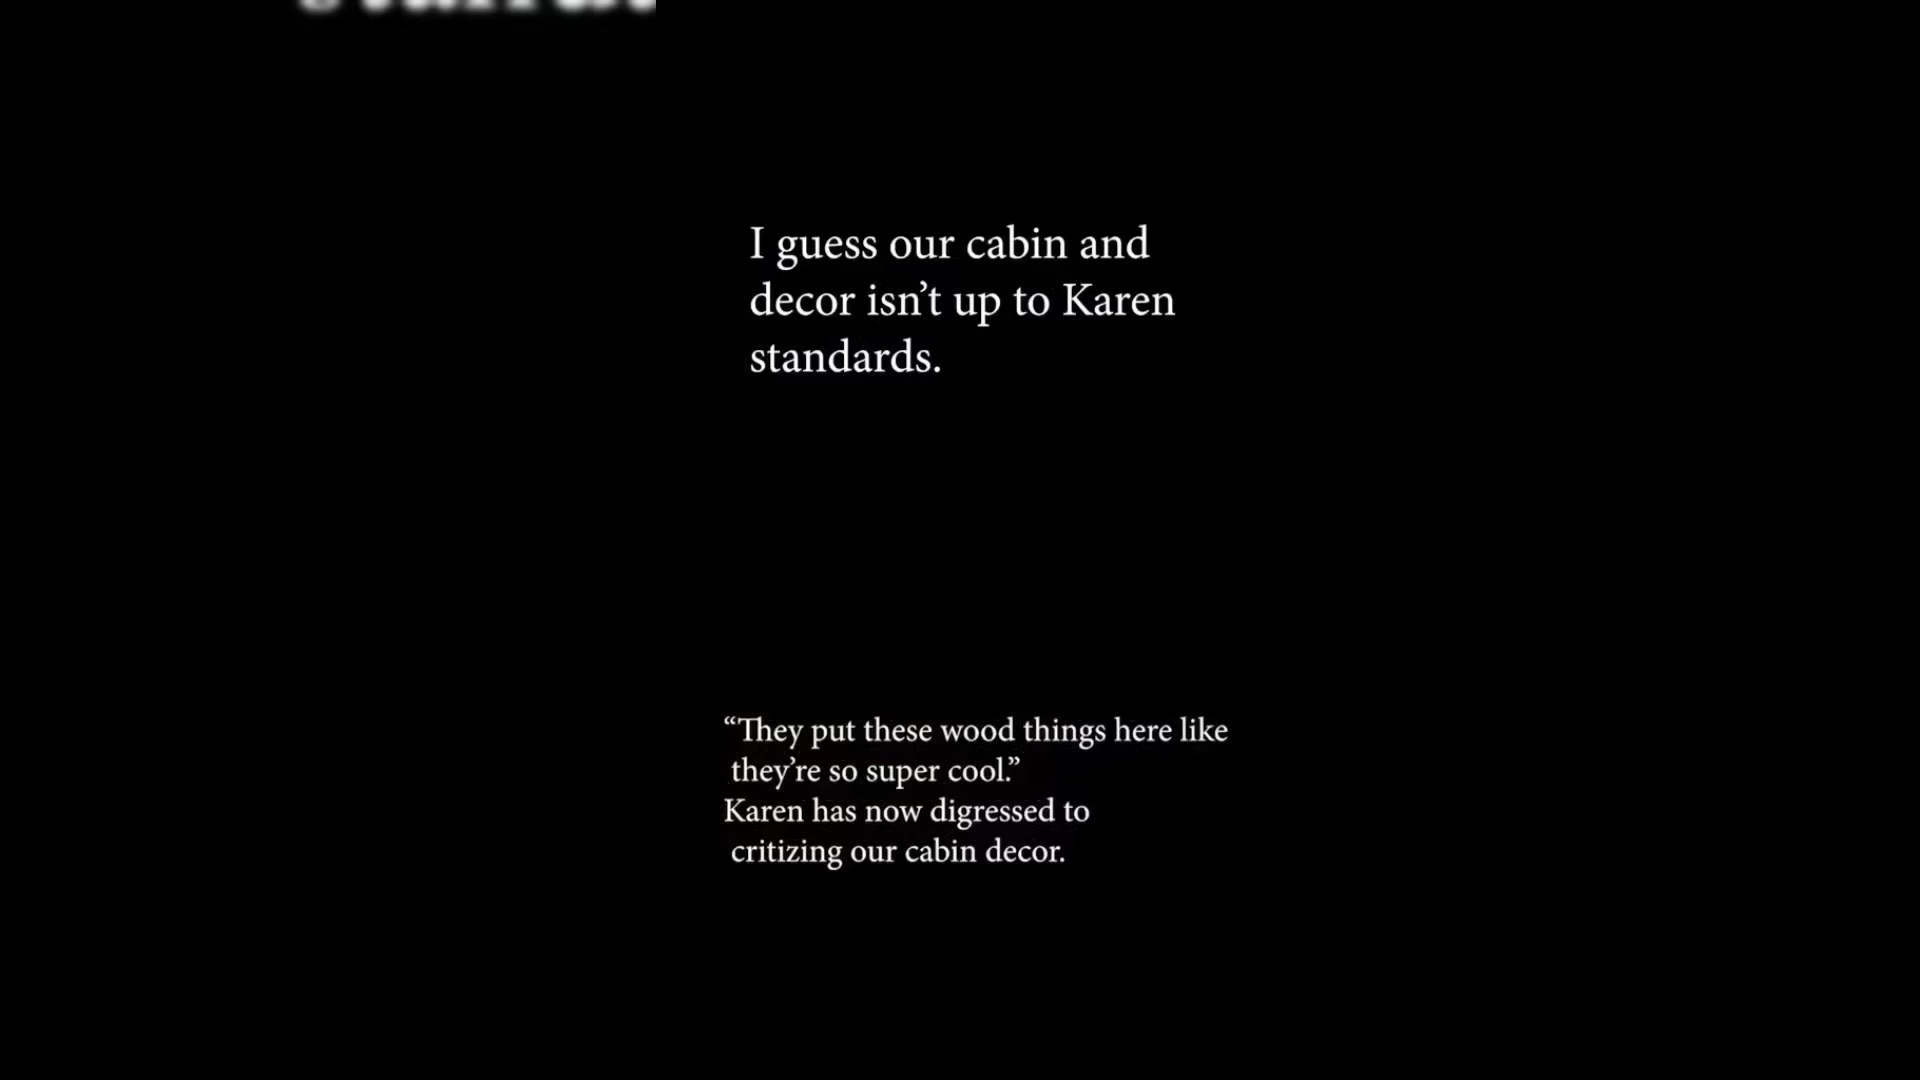 I guess our cabin and
decor isn’t up to Karen
standards.
“They put these wood things here like
they’re so super cool.”
Karen has now digressed to
critizing our cabin decor.